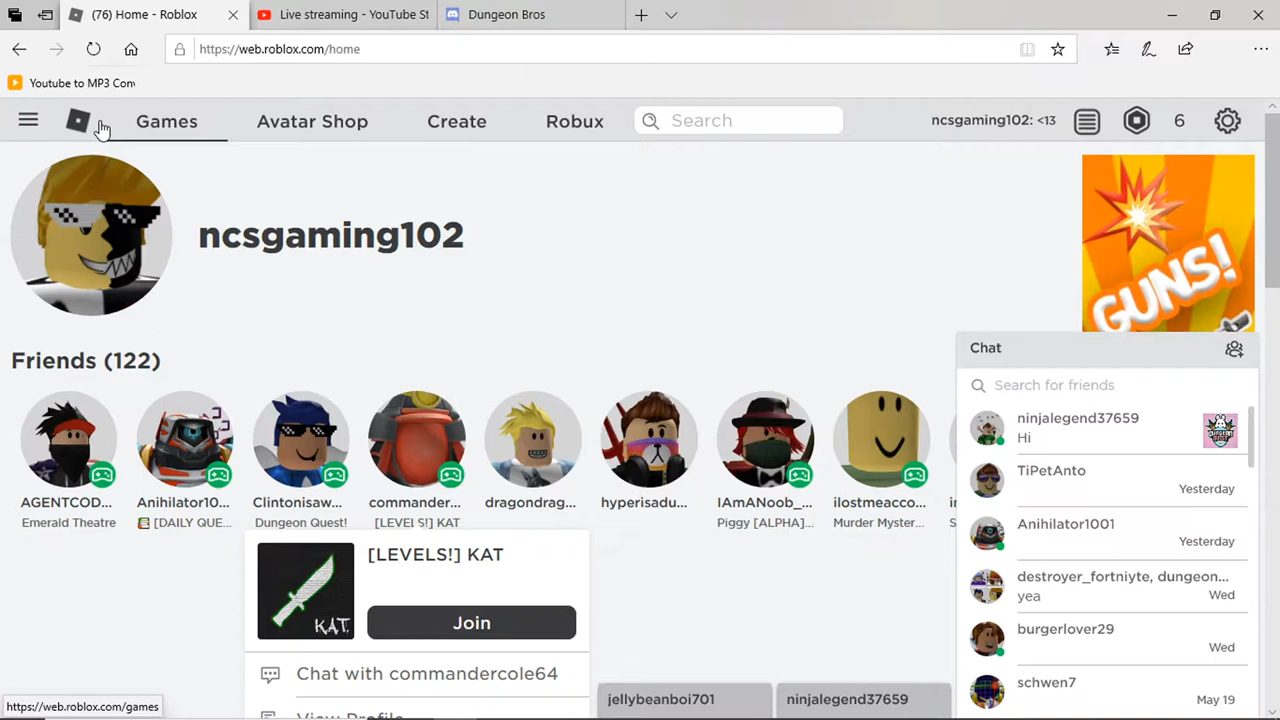 (76) Home - Roblox
Live streaming - YouTube St
Dungeon Bros
https://web.roblox.com/home
Youtube to MP3 Conv
Games
Avatar Shop
Create
Robux
Search
ncsgaming102: <13
6
ncsgaming102
GUNS!
Friends (122)
AGENTCOD...
Emerald Theatre
Anihilator10...
[DAILY QUE...
Clintonisaw...
Dungeon Quest!
commander...
[LEVELS!] KAT
dragondrag...
hyperisadu...
IAmANoob_...
Piggy [ALPHA]...
ilostmeacco...
Murder Myster...
[LEVELS!] KAT
KAT.
Join
Chat with commandercole64
View Profile
jellybeanboi701
ninjalegend37659
Chat
Search for friends
ninjalegend37659
Hi
TiPetAnto
Yesterday
Anihilator1001
Yesterday
destroyer_fortniyte, dungeon...
yea
Wed
burgerlover29
Wed
schwen7
May 19
https://web.roblox.com/games